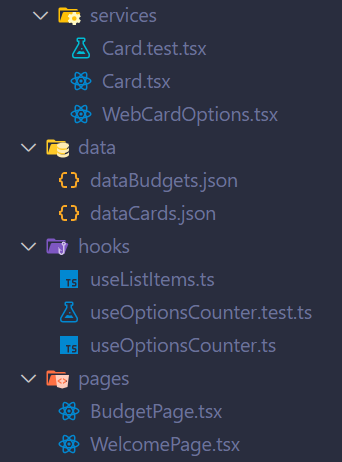 services
Card.test.tsx
Card.tsx
WebCardOptions.tsx
data
{} dataBudgets.json
{} dataCards.json
hooks
TS useListItems.ts
useOptionsCounter.test.ts
TS useOptionsCounter.ts
pages
BudgetPage.tsx
WelcomePage.tsx